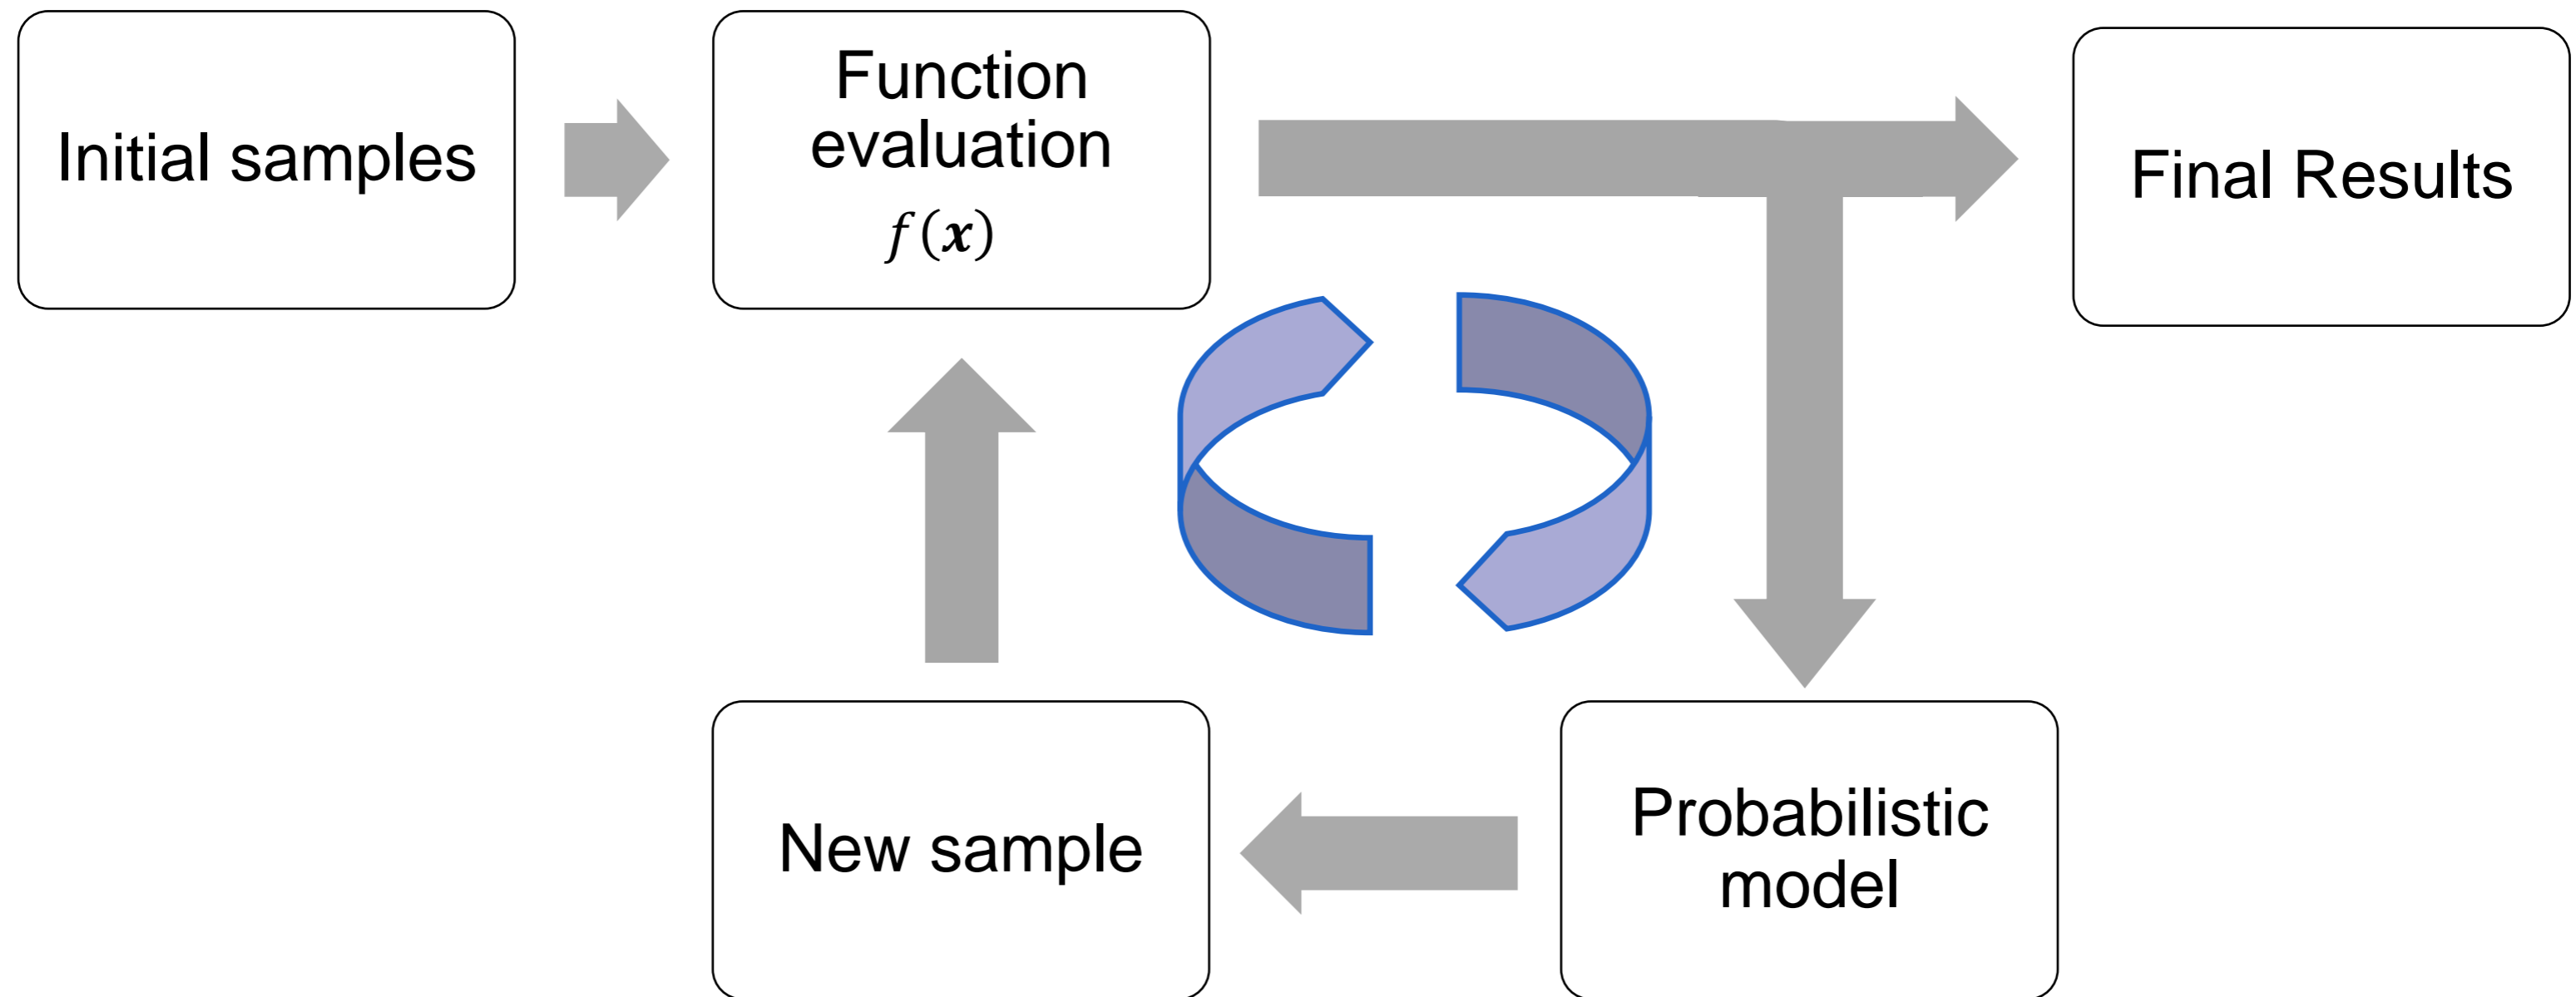 Initial samples
Function
evaluation
f(x)
Final Results
New sample
Probabilistic
model